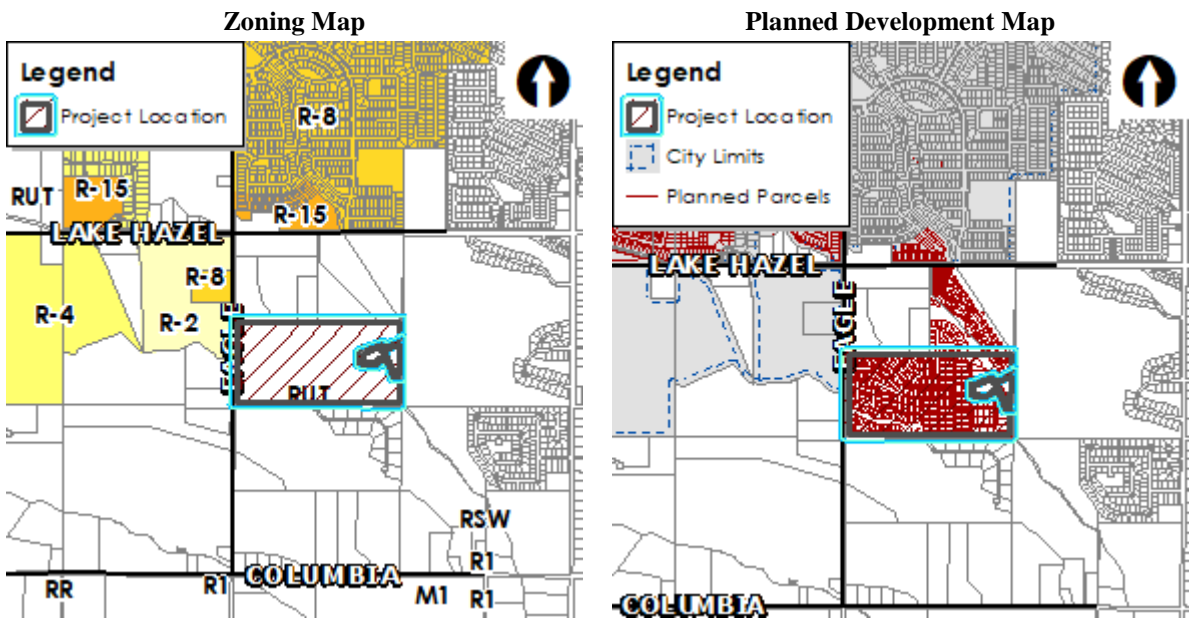 Zoning Map
Legend
Project Location
R-8
RUT
R-15
R-15
LAKE HAZEL
R-8
R-4
R-2
EAGLE
RUT
RSW
R1
COLUMBIA
RR
R1
M1
R1
Planned Development Map
Legend
Project Location
City Limits
Planned Parcels
LAKE HAZEL
EAGLE
COLUMBIA